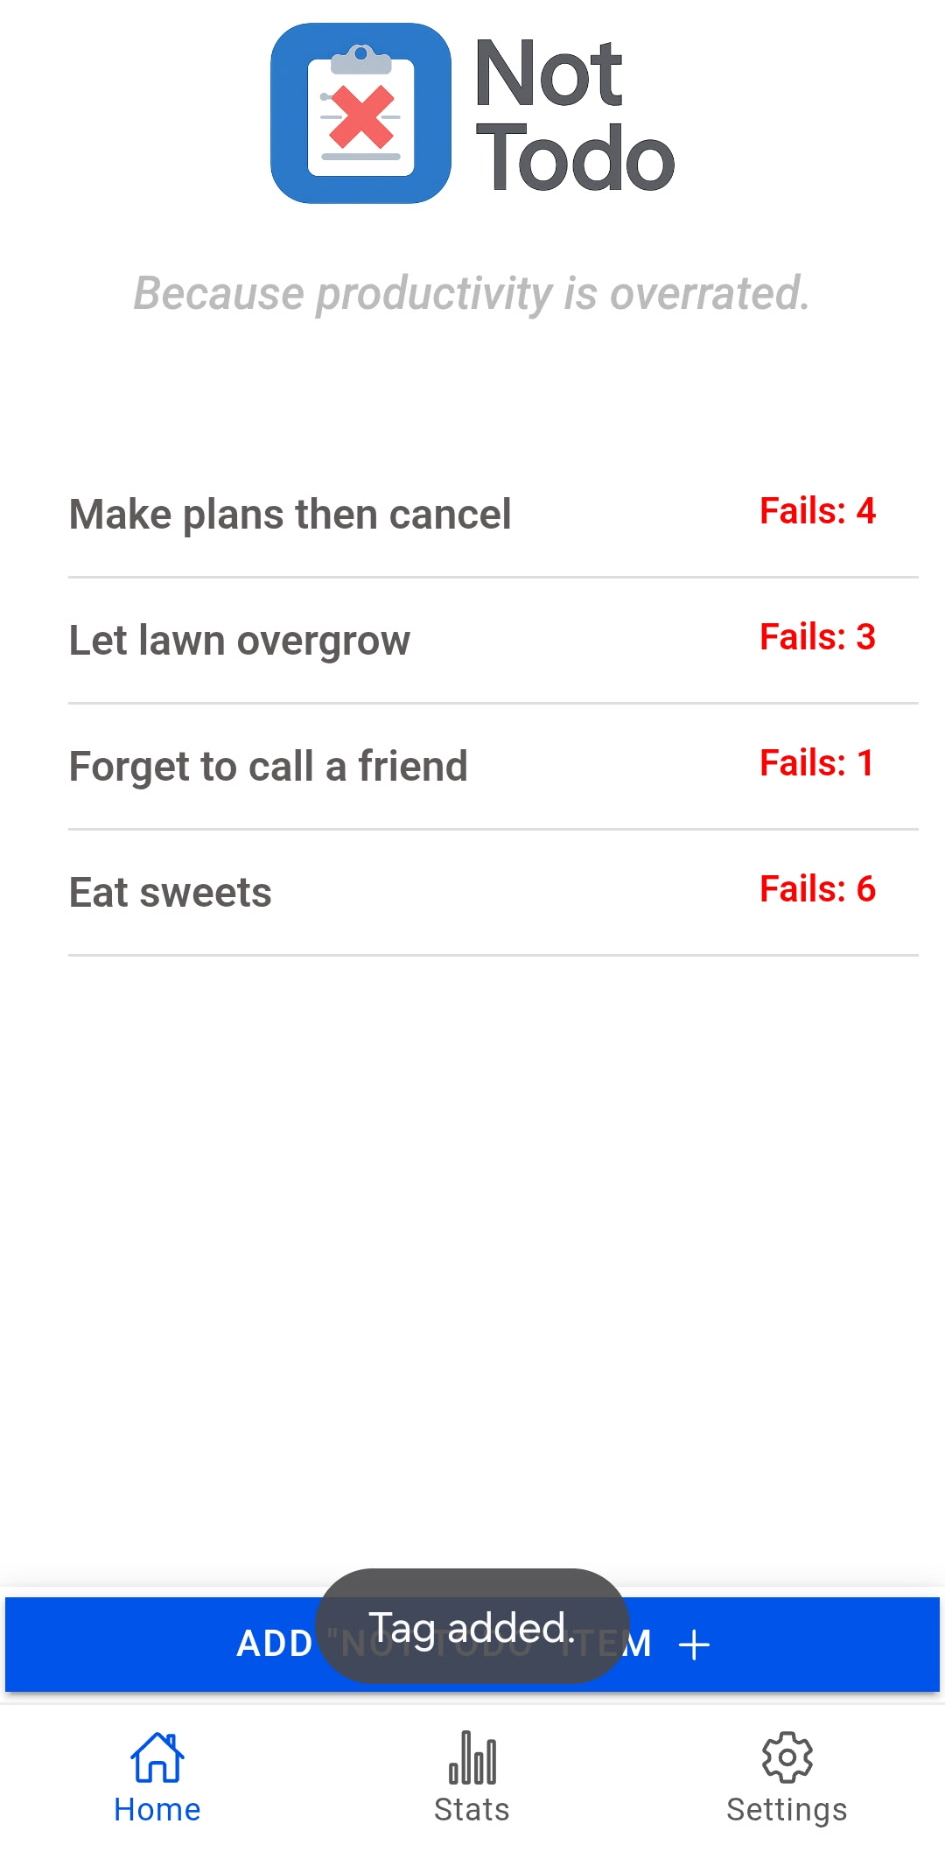 Not
Todo
Because productivity is overrated.
Make plans then cancel
Fails: 4
Let lawn overgrow
Fails: 3
Forget to call a friend
Fails: 1
Eat sweets
Fails: 6
ADD "NOT TODO" ITEM +
Tag added.
Home
Stats
Settings